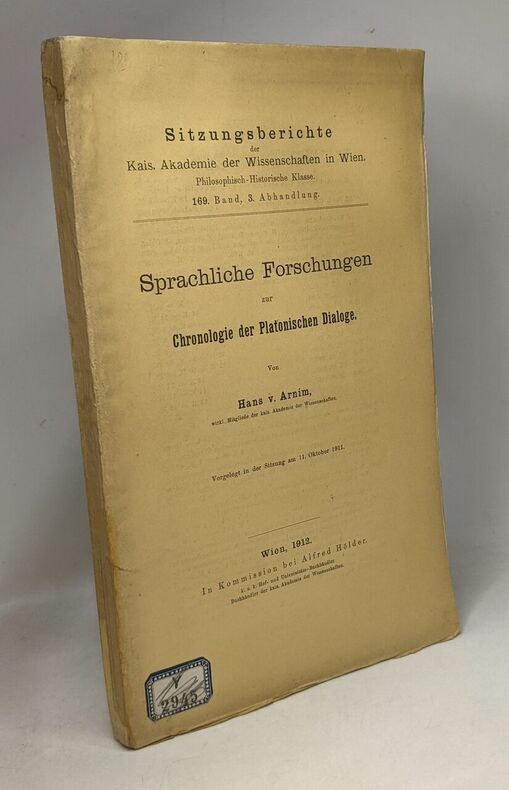 Sitzungsberichte
der
Kais. Akademie der Wissenschaften in Wien.
Philosophisch-Historische Klasse.
169. Band, 3. Abhandlung.
Sprachliche Forschungen
zur
Chronologie der Platonischen Dialoge.
Von
Hans v. Arnim,
wirkl. Mitgliede der kais. Akademie der Wissenschaften.
Vorgelegt in der Sitzung am 11. Oktober 1911.
Wien, 1912.
In Kommission bei Alfred Hölder,
k. u. k. Hof- und Universitäts-Buchhändler
Buchhändler der kais. Akademie der Wissenschaften.
V
2945